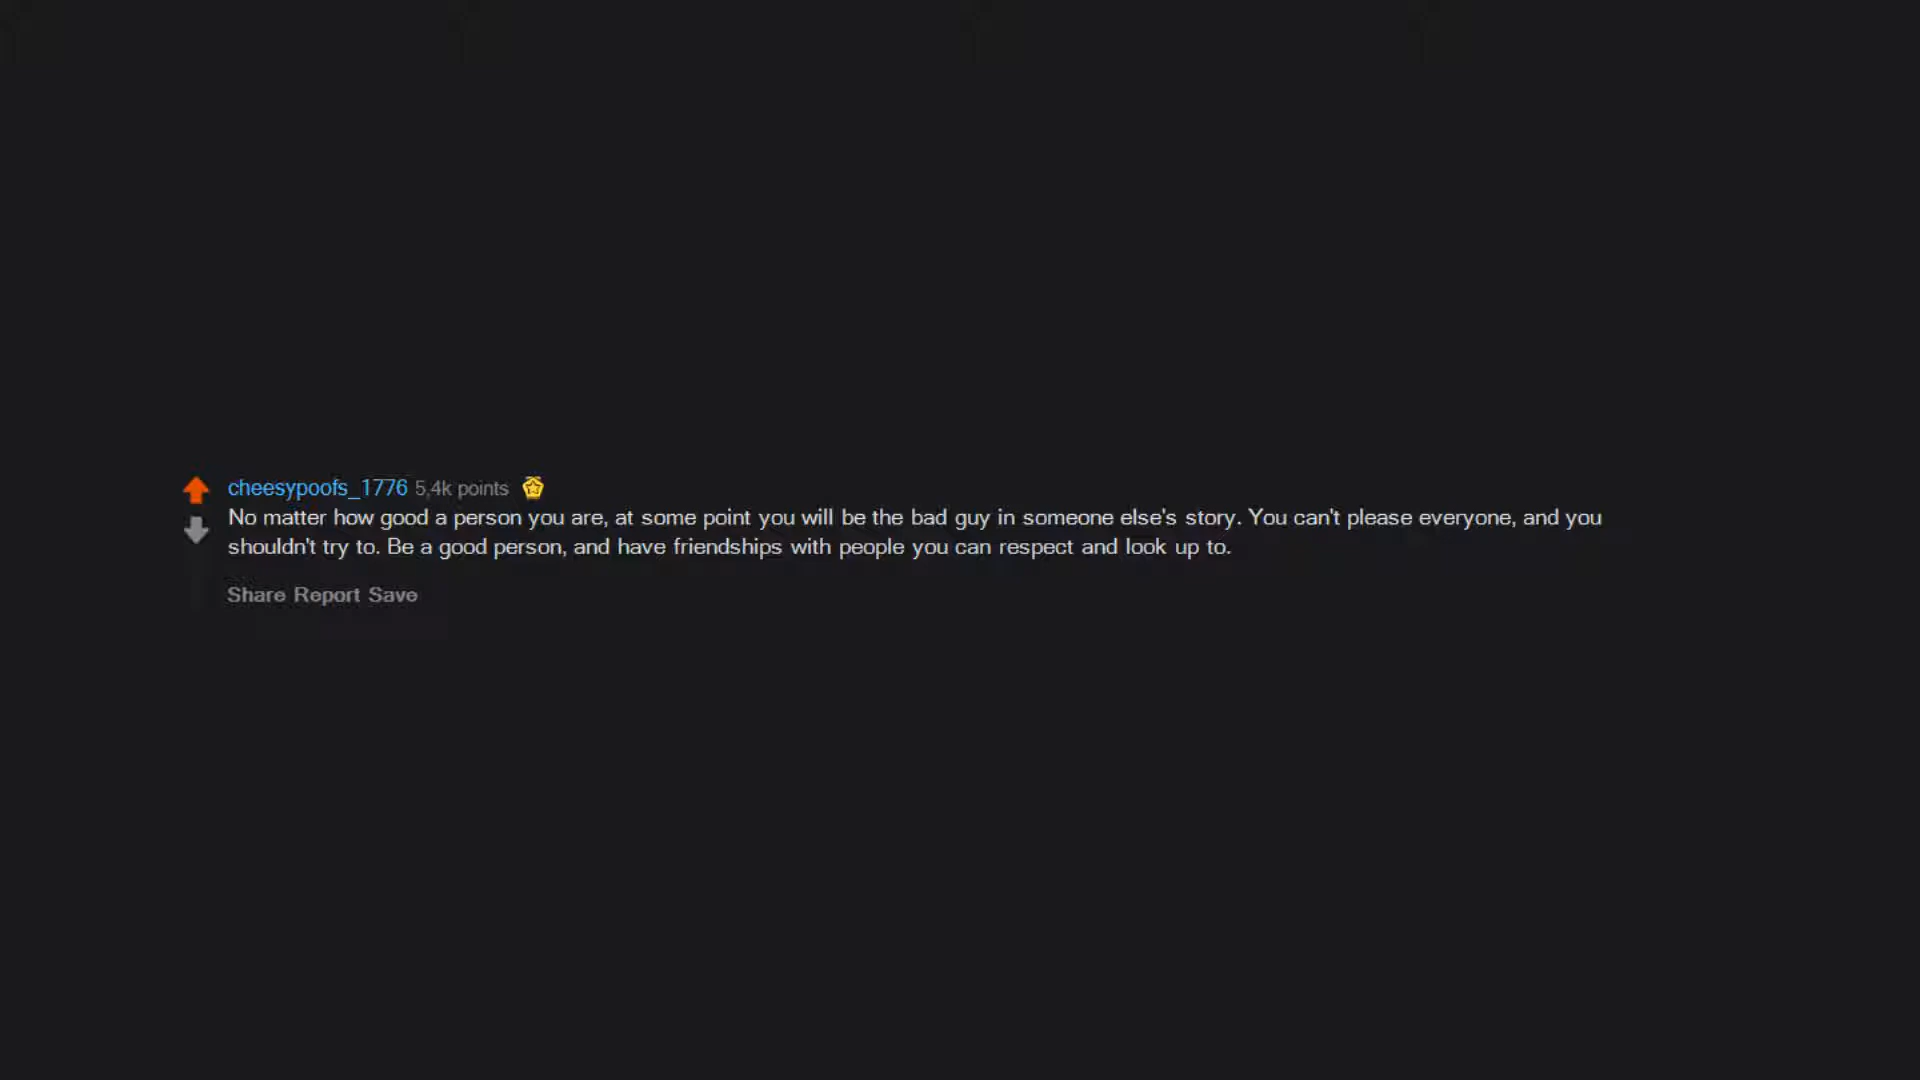 cheesypoofs_1776 5,4k points
No matter how good a person you are, at some point you will be the bad guy in someone else's story. You can't please everyone, and you
shouldn't try to. Be a good person, and have friendships with people you can respect and look up to.
Share Report Save